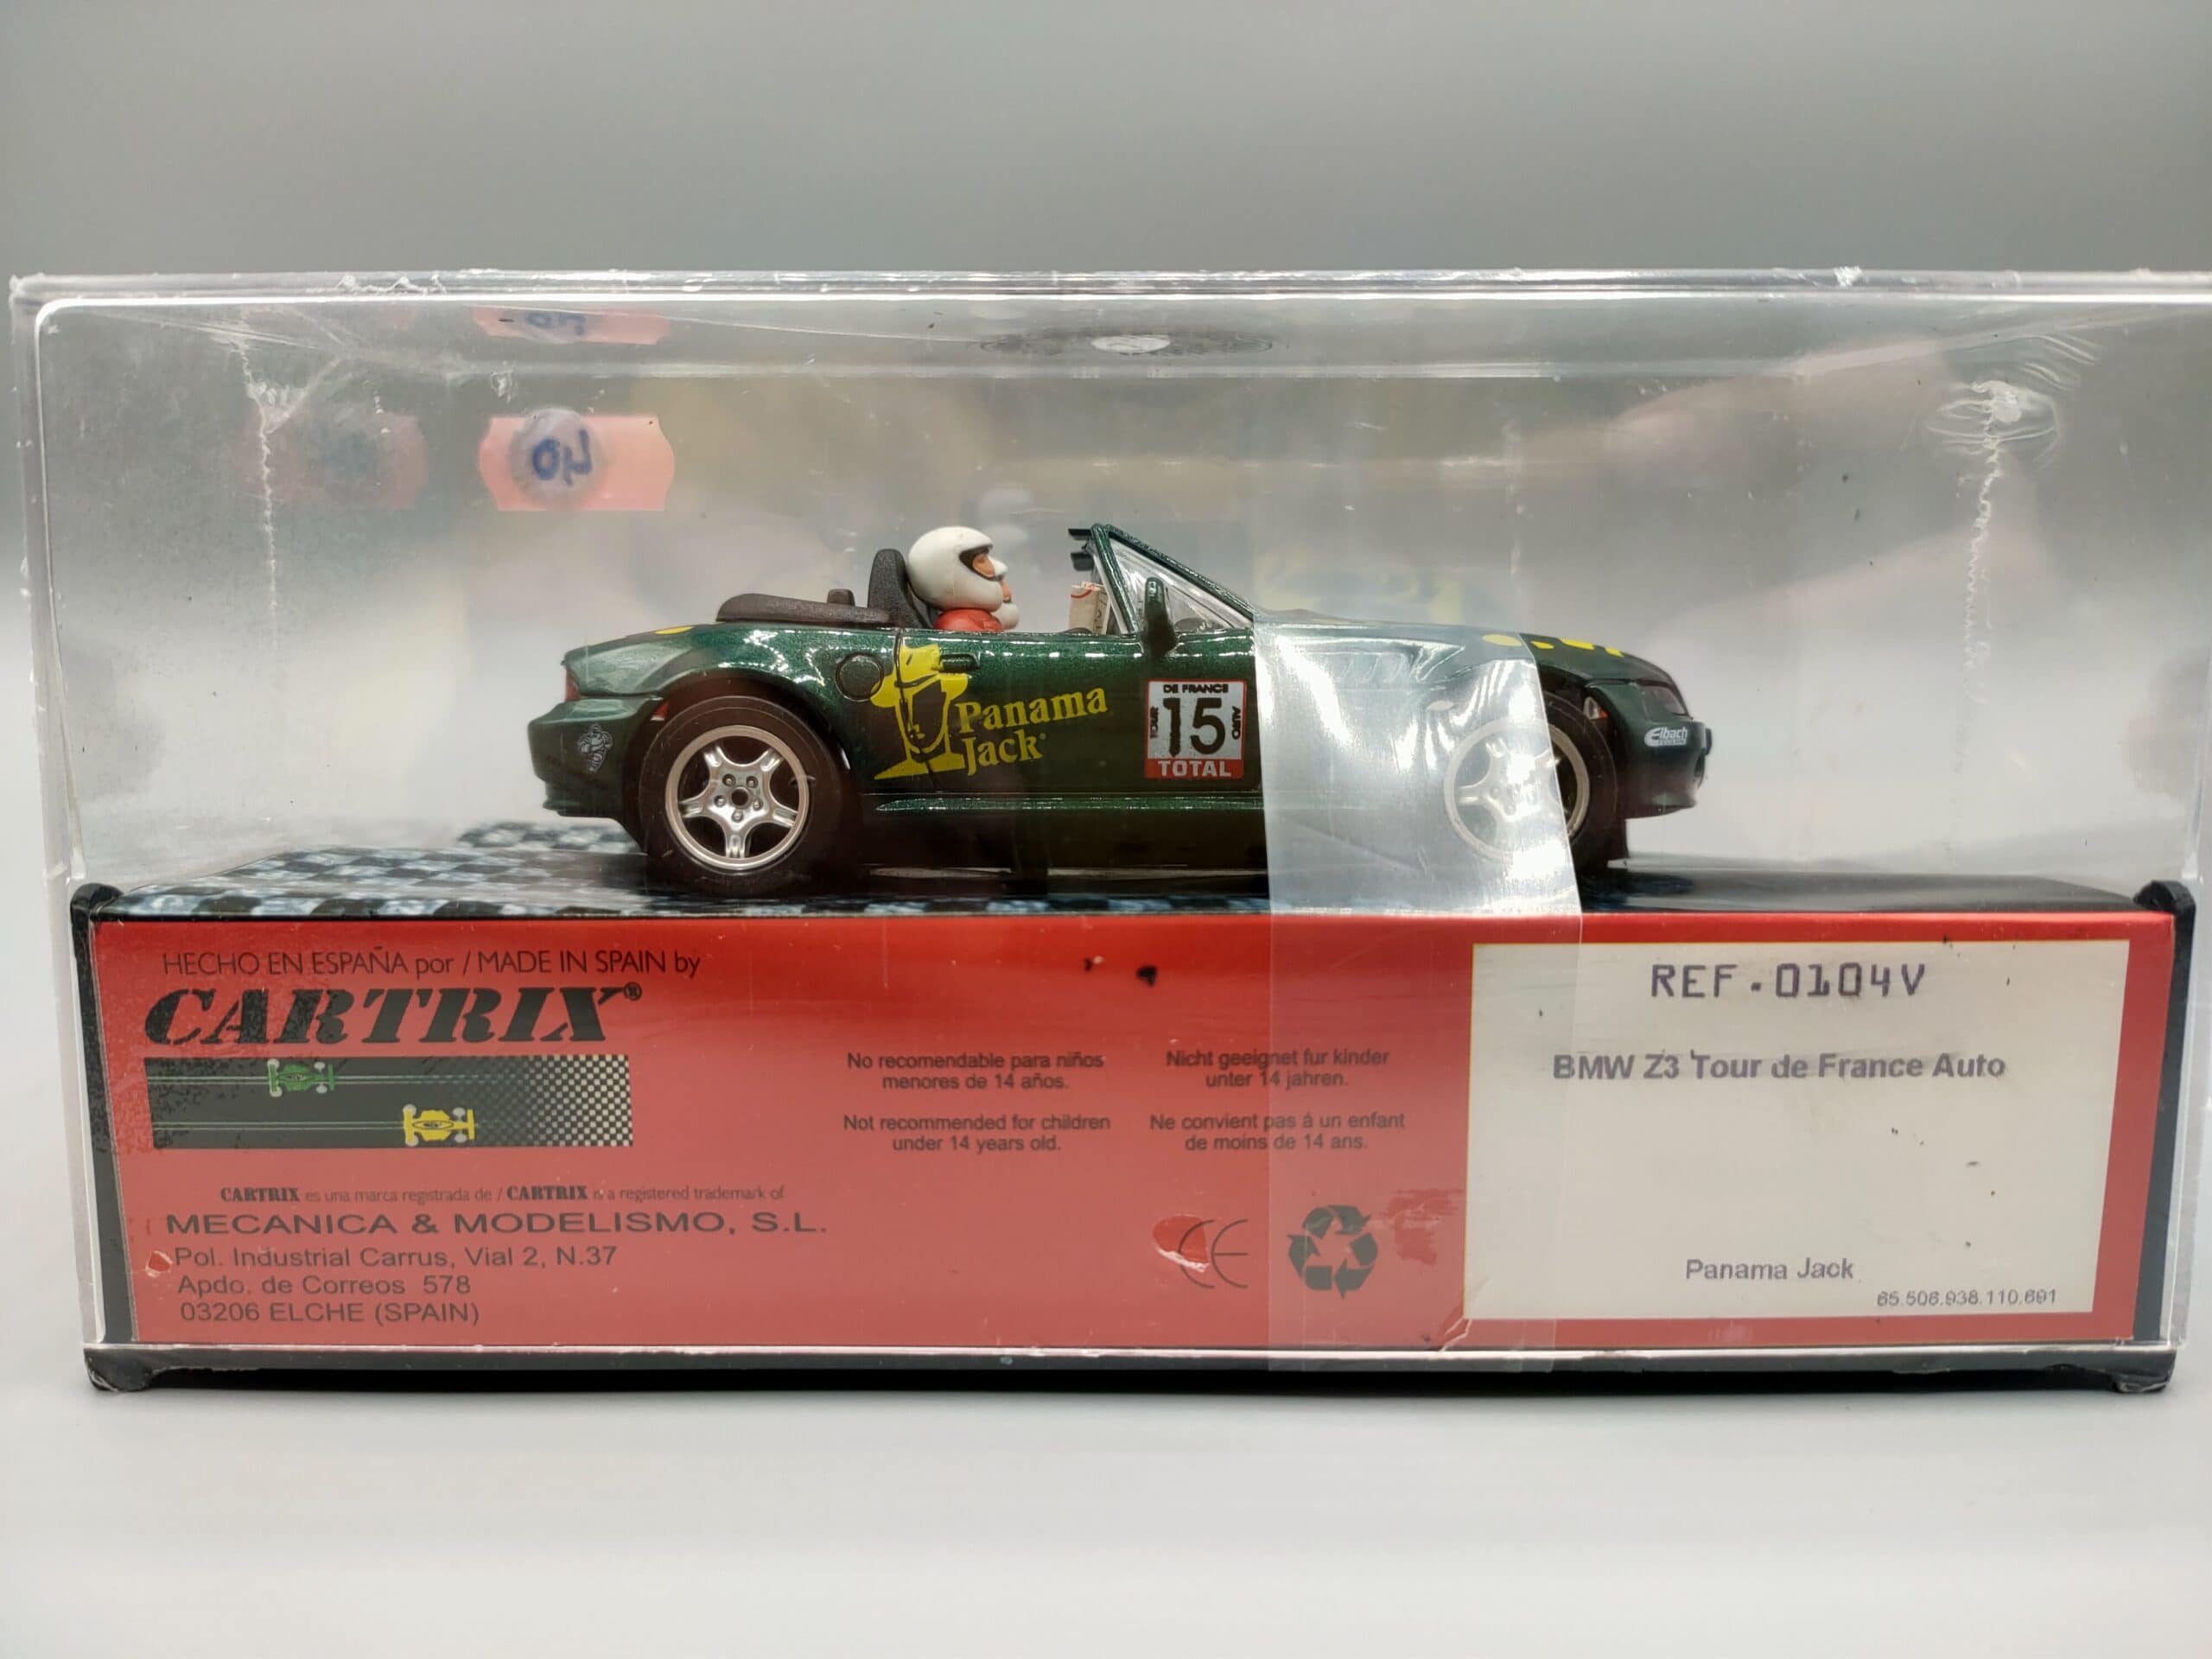 Panama
Jack
DE FRANCE
TOUR
15
AUTO
TOTAL
Eibach
HECHO EN ESPAÑA por / MADE IN SPAIN by
CARTRIX®
No recomendable para niños
menores de 14 años.
Nicht geeignet fur kinder
unter 14 jahren.
Not recommended for children
under 14 years old.
Ne convient pas á un enfant
de moins de 14 ans.
CARTRIX es una marca registrada de / CARTRIX is a registered trademark of
MECANICA & MODELISMO, S.L.
Pol. Industrial Carrus, Vial 2, N.37
Apdo. de Correos 578
03206 ELCHE (SPAIN)
CE
REF.0104V
BMW Z3 Tour de France Auto
Panama Jack
65.506.938.110.691